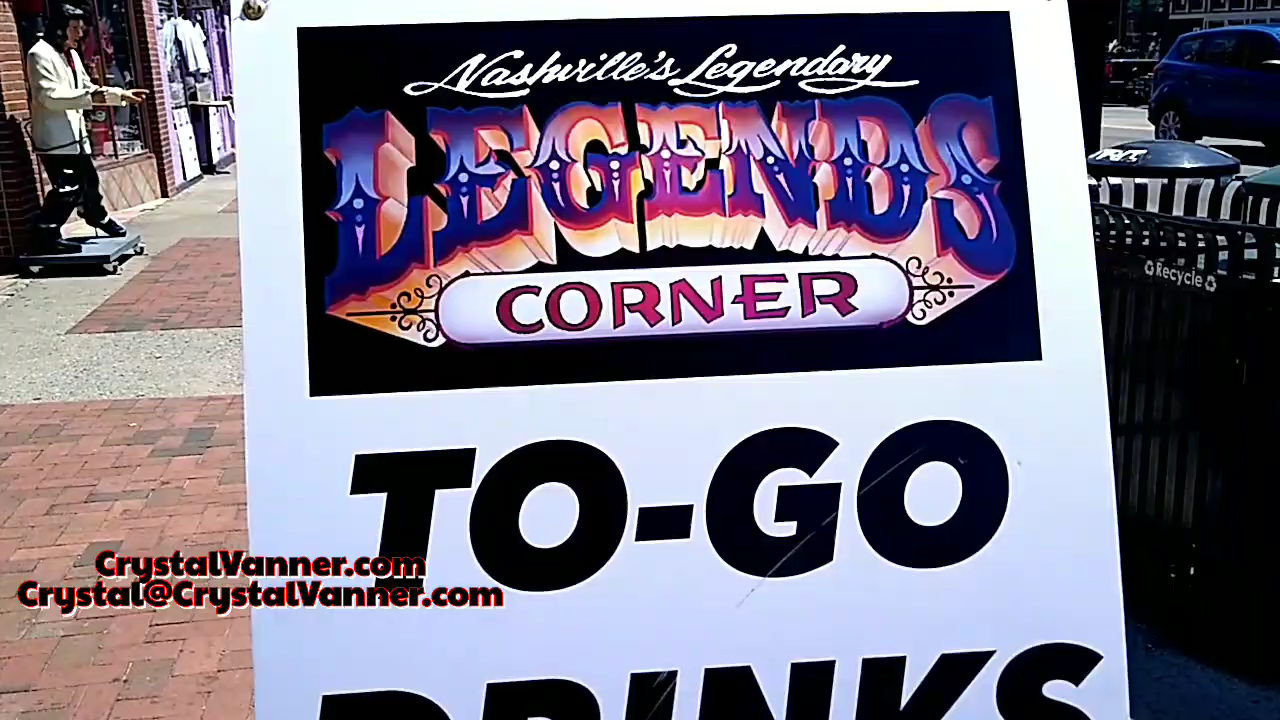 Nashville's Legendary
LEGENDS
CORNER
TO-GO
DRINKS
Recycle
CrystalVanner.com
Crystal@CrystalVanner.com